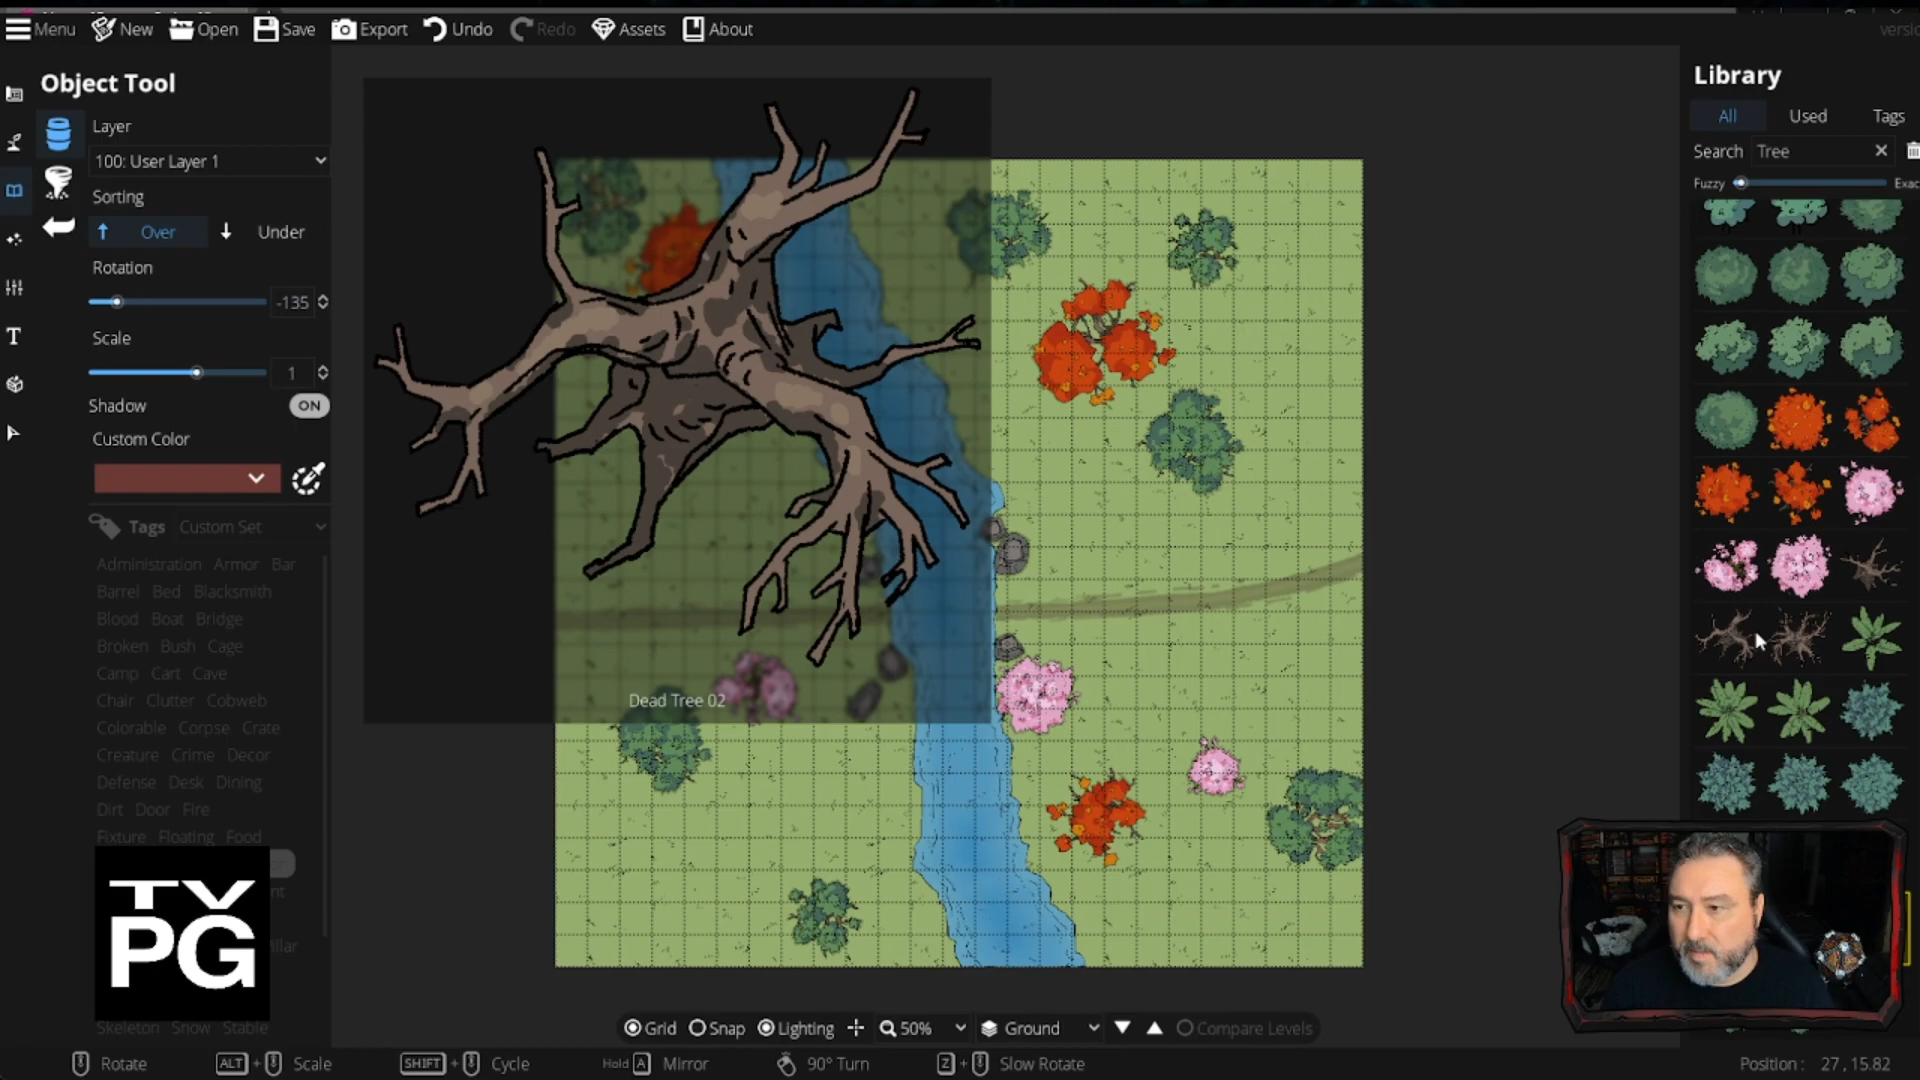 Menu New Open Save Export Undo Redo Assets About
Object Tool
Layer
100: User Layer 1
Sorting
Over Under
Rotation
-135
Scale
1
Shadow ON
Custom Color
Tags Custom Set
Administration Armor Bar
Barrel Bed Blacksmith
Blood Boat Bridge
Broken Bush Cage
Camp Cart Cave
Chair Clutter Cobweb
Colorable Corpse Crate
Creature Crime Decor
Defense Desk Dining
Dirt Door Fire
Fixture Floating Food
Skeleton Snow Stable
TV
PG
Dead Tree 02
Library
All Used Tags
Search Tree
Fuzzy
Grid Snap Lighting 50% Ground Compare Levels
Rotate ALT + Scale SHIFT + Cycle Hold A Mirror 90° Turn Z + Slow Rotate Position : 27 , 15.82